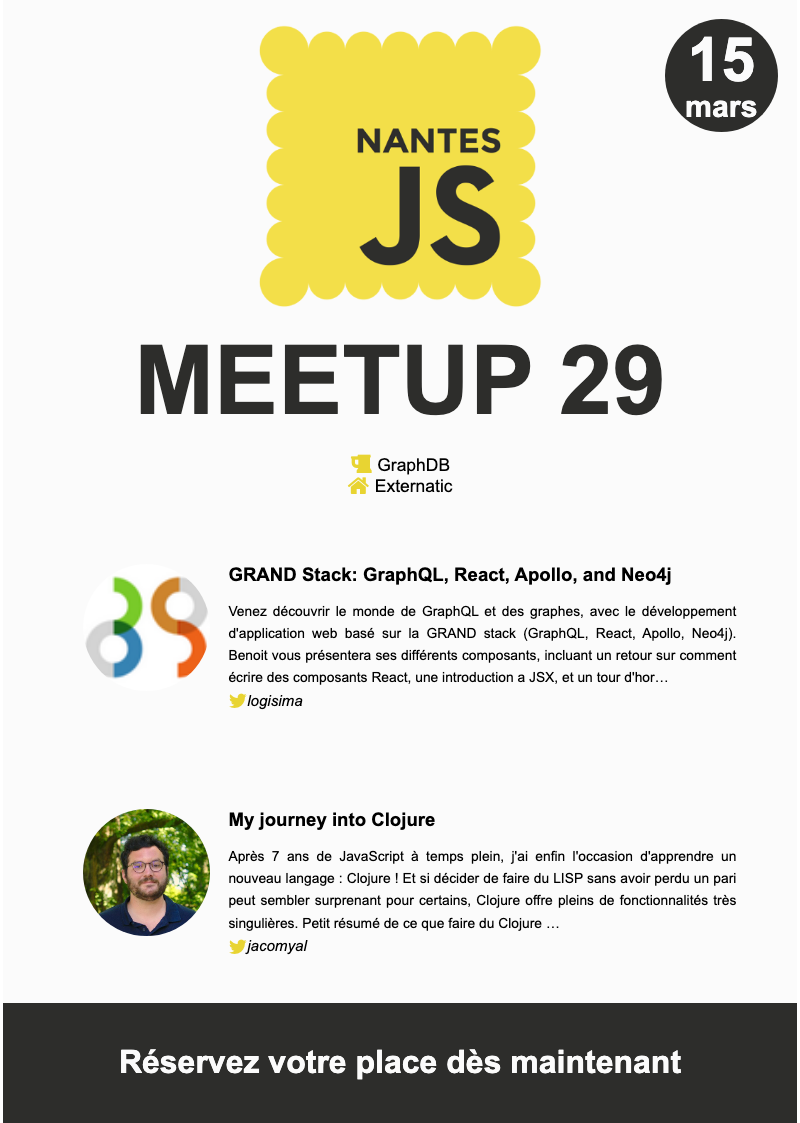 15
mars
NANTES
JS
MEETUP 29
GraphDB
Externatic
GRAND Stack: GraphQL, React, Apollo, and Neo4j
Venez découvrir le monde de GraphQL et des graphes, avec le développement
d'application web basé sur la GRAND stack (GraphQL, React, Apollo, Neo4j).
Benoit vous présentera ses différents composants, incluant un retour sur comment
écrire des composants React, une introduction a JSX, et un tour d'hor…
logisima
My journey into Clojure
Après 7 ans de JavaScript à temps plein, j'ai enfin l'occasion d'apprendre un
nouveau langage : Clojure ! Et si décider de faire du LISP sans avoir perdu un pari
peut sembler surprenant pour certains, Clojure offre pleins de fonctionnalités très
singulières. Petit résumé de ce que faire du Clojure …
jacomyal
Réservez votre place dès maintenant